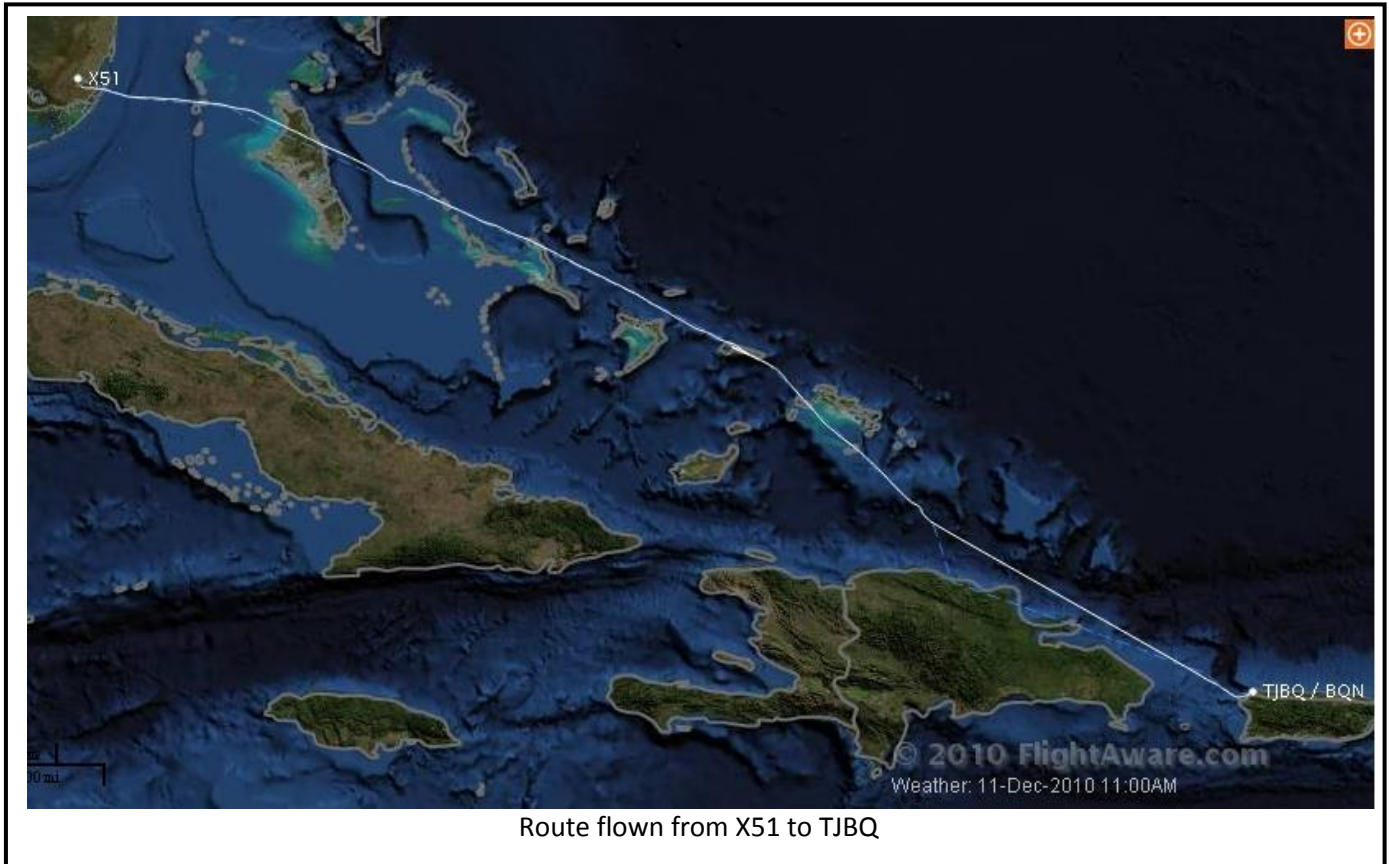 X51
TJBQ / BQN
© 2010 FlightAware.com
Weather: 11-Dec-2010 11:00AM
Route flown from X51 to TJBQ